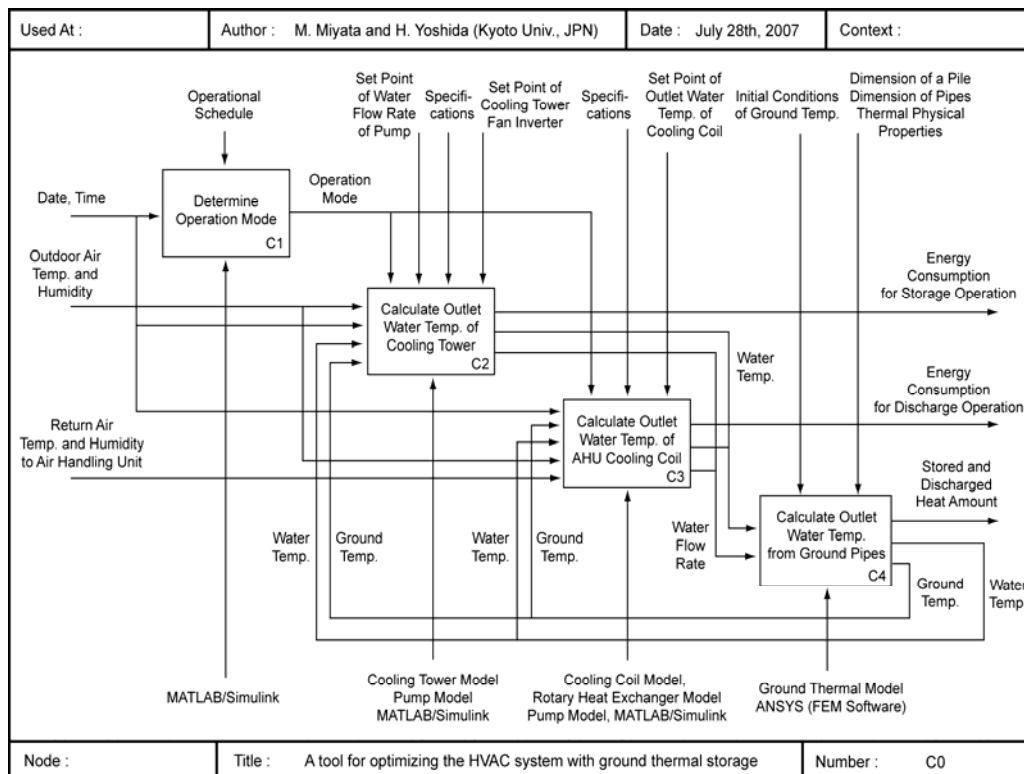 Used At :
Author : M. Miyata and H. Yoshida (Kyoto Univ., JPN)
Date : July 28th, 2007
Context :
Operational
Schedule
Set Point
of Water
Flow Rate
of Pump
Specifi-
cations
Set Point of
Cooling Tower
Fan Inverter
Specifi-
cations
Set Point of
Outlet Water
Temp. of
Cooling Coil
Initial Conditions
of Ground Temp.
Dimension of a Pile
Dimension of Pipes
Thermal Physical
Properties
Date, Time
Determine
Operation Mode
C1
Operation
Mode
Outdoor Air
Temp. and
Humidity
Calculate Outlet
Water Temp. of
Cooling Tower
C2
Energy
Consumption
for Storage Operation
Water
Temp.
Energy
Consumption
for Discharge Operation
Return Air
Temp. and Humidity
to Air Handling Unit
Calculate Outlet
Water Temp. of
AHU Cooling Coil
C3
Stored and
Discharged
Heat Amount
Water
Temp.
Ground
Temp.
Water
Temp.
Ground
Temp.
Water
Flow
Rate
Calculate Outlet
Water Temp.
from Ground Pipes
C4
Ground
Temp.
Water
Temp.
MATLAB/Simulink
Cooling Tower Model
Pump Model
MATLAB/Simulink
Cooling Coil Model,
Rotary Heat Exchanger Model
Pump Model, MATLAB/Simulink
Ground Thermal Model
ANSYS (FEM Software)
Node :
Title : A tool for optimizing the HVAC system with ground thermal storage
Number : C0